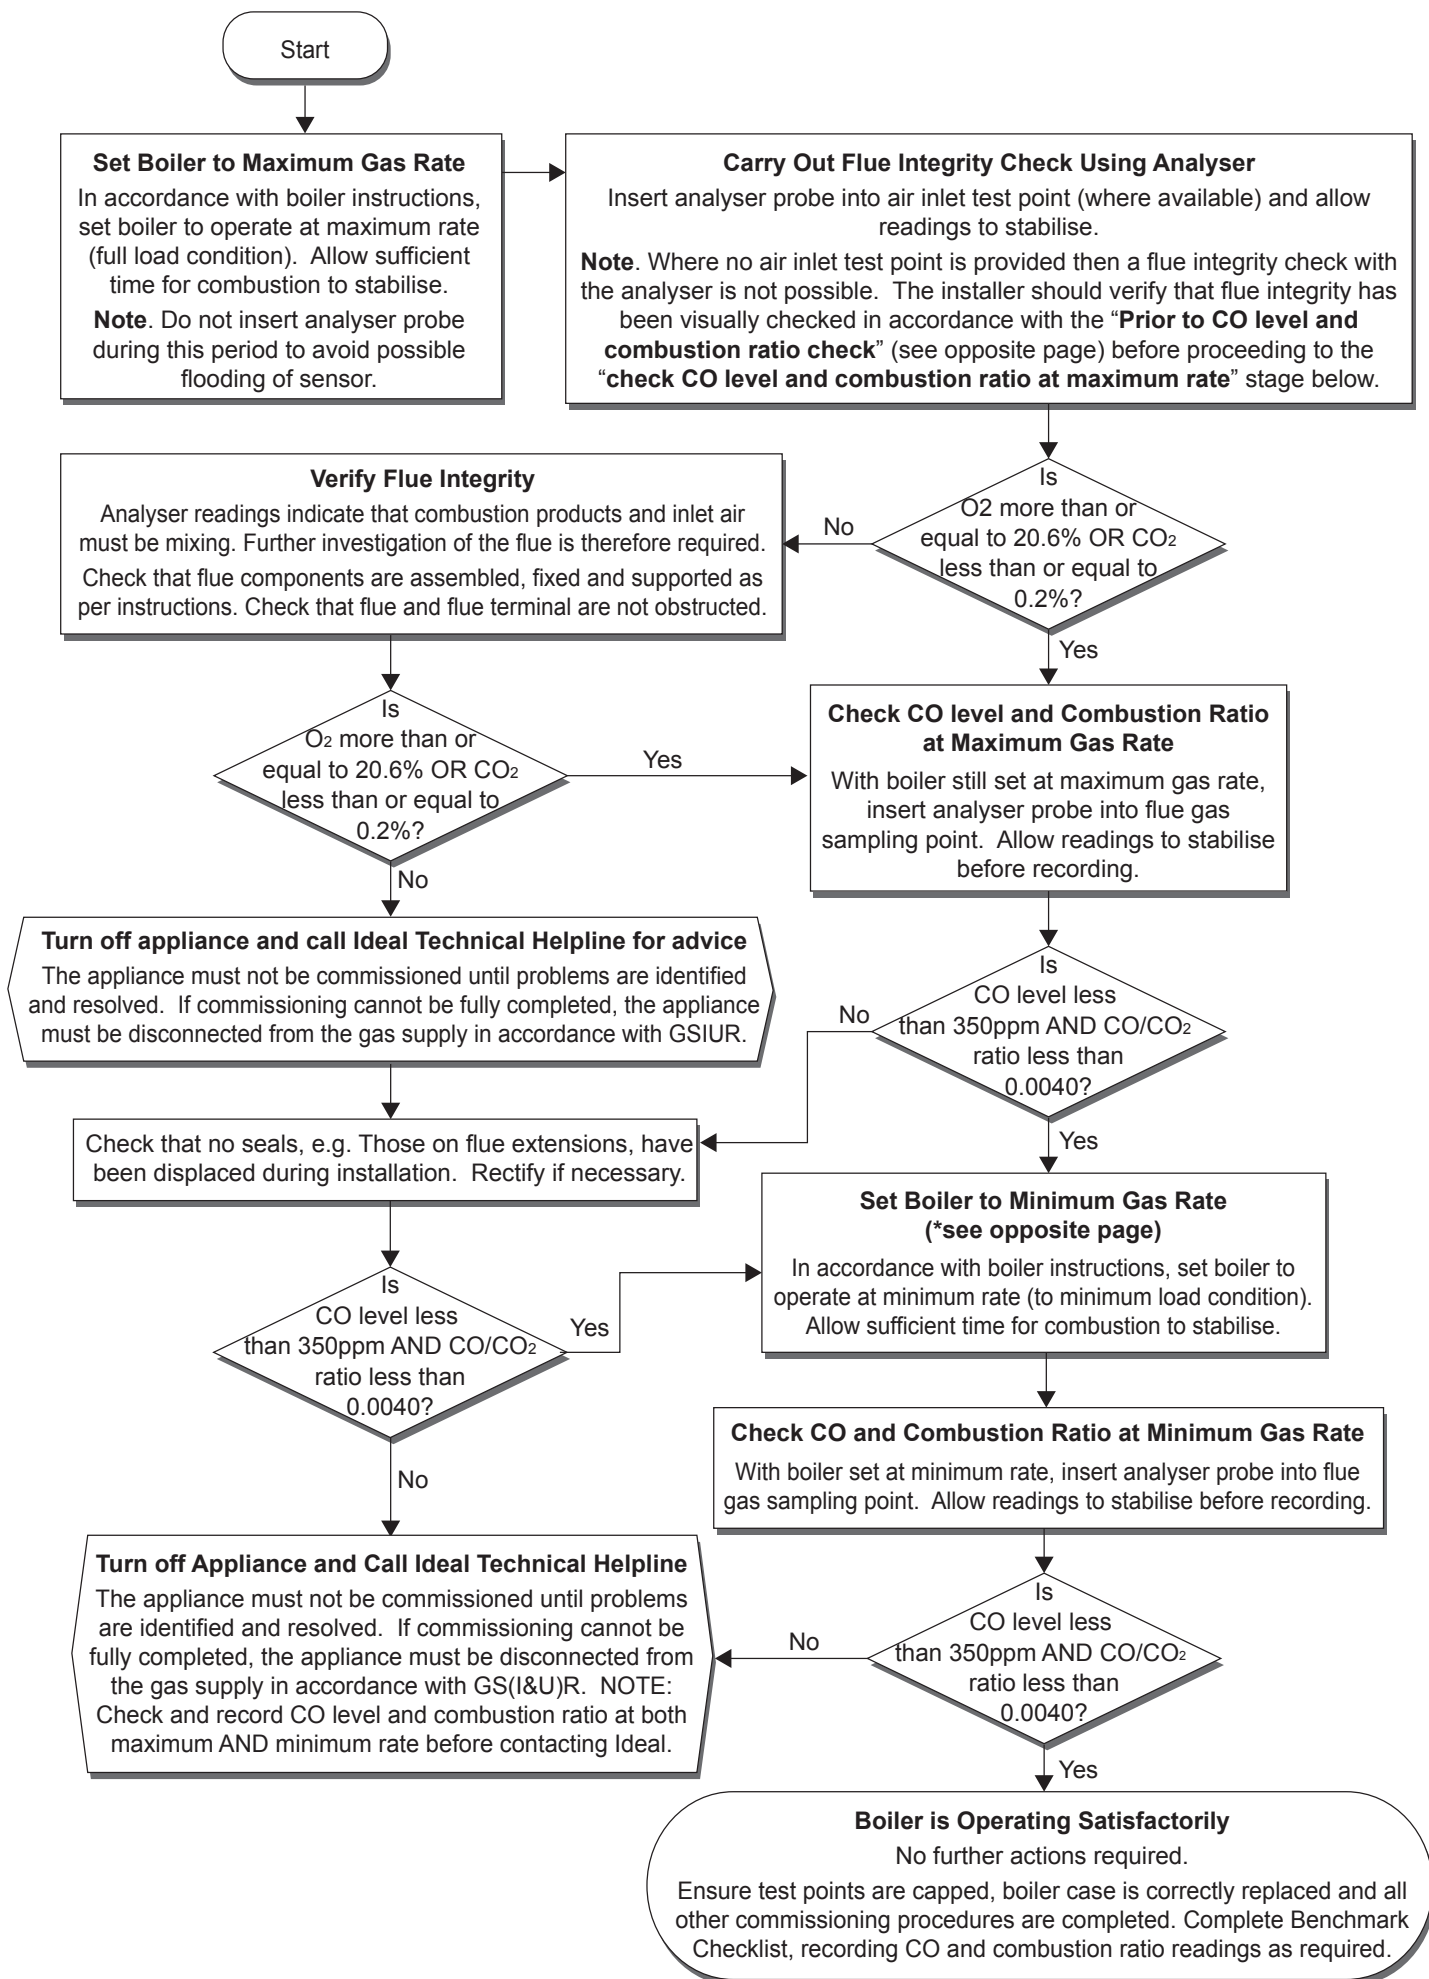 Start
Set Boiler to Maximum Gas Rate
In accordance with boiler instructions,
set boiler to operate at maximum rate
(full load condition). Allow sufficient
time for combustion to stabilise.
Note. Do not insert analyser probe
during this period to avoid possible
flooding of sensor.
Carry Out Flue Integrity Check Using Analyser
Insert analyser probe into air inlet test point (where available) and allow
readings to stabilise.
Note. Where no air inlet test point is provided then a flue integrity check with
the analyser is not possible. The installer should verify that flue integrity has
been visually checked in accordance with the “Prior to CO level and
combustion ratio check” (see opposite page) before proceeding to the
“check CO level and combustion ratio at maximum rate” stage below.
Is
O2 more than or
equal to 20.6% OR CO2
less than or equal to
0.2%?
No
Yes
Verify Flue Integrity
Analyser readings indicate that combustion products and inlet air
must be mixing. Further investigation of the flue is therefore required.
Check that flue components are assembled, fixed and supported as
per instructions. Check that flue and flue terminal are not obstructed.
Is
O2 more than or
equal to 20.6% OR CO2
less than or equal to
0.2%?
Yes
No
Check CO level and Combustion Ratio
at Maximum Gas Rate
With boiler still set at maximum gas rate,
insert analyser probe into flue gas
sampling point. Allow readings to stabilise
before recording.
Turn off appliance and call Ideal Technical Helpline for advice
The appliance must not be commissioned until problems are identified
and resolved. If commissioning cannot be fully completed, the appliance
must be disconnected from the gas supply in accordance with GSIUR.
Is
CO level less
than 350ppm AND CO/CO2
ratio less than
0.0040?
No
Yes
Check that no seals, e.g. Those on flue extensions, have
been displaced during installation. Rectify if necessary.
Is
CO level less
than 350ppm AND CO/CO2
ratio less than
0.0040?
Yes
No
Set Boiler to Minimum Gas Rate
(*see opposite page)
In accordance with boiler instructions, set boiler to
operate at minimum rate (to minimum load condition).
Allow sufficient time for combustion to stabilise.
Check CO and Combustion Ratio at Minimum Gas Rate
With boiler set at minimum rate, insert analyser probe into flue
gas sampling point. Allow readings to stabilise before recording.
Turn off Appliance and Call Ideal Technical Helpline
The appliance must not be commissioned until problems
are identified and resolved. If commissioning cannot be
fully completed, the appliance must be disconnected from
the gas supply in accordance with GS(I&U)R. NOTE:
Check and record CO level and combustion ratio at both
maximum AND minimum rate before contacting Ideal.
Is
CO level less
than 350ppm AND CO/CO2
ratio less than
0.0040?
No
Yes
Boiler is Operating Satisfactorily
No further actions required.
Ensure test points are capped, boiler case is correctly replaced and all
other commissioning procedures are completed. Complete Benchmark
Checklist, recording CO and combustion ratio readings as required.